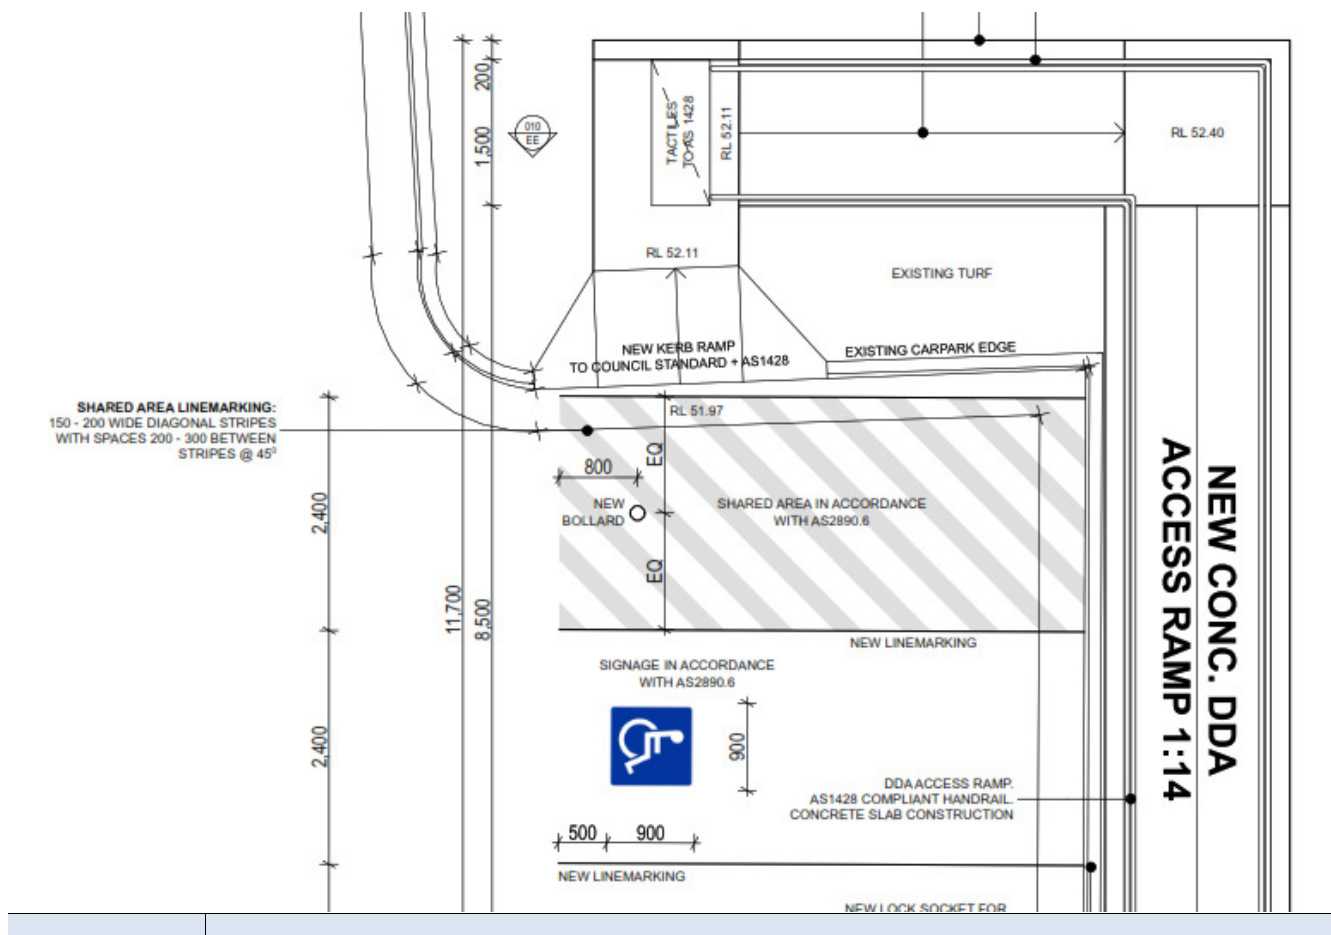 200
1,500
010
EE
TACTILES
TO AS 1428
RL 52.11
RL 52.40
RL 52.11
EXISTING TURF
NEW KERB RAMP
TO COUNCIL STANDARD + AS1428
EXISTING CARPARK EDGE
SHARED AREA LINEMARKING:
150 - 200 WIDE DIAGONAL STRIPES
WITH SPACES 200 - 300 BETWEEN
STRIPES @ 45⁰
RL 51.97
EQ
800
2,400
NEW
BOLLARD
SHARED AREA IN ACCORDANCE
WITH AS2890.6
EQ
11,700
8,500
NEW LINEMARKING
SIGNAGE IN ACCORDANCE
WITH AS2890.6
2,400
900
NEW CONC. DDA
ACCESS RAMP 1:14
DDA ACCESS RAMP.
AS1428 COMPLIANT HANDRAIL.
CONCRETE SLAB CONSTRUCTION
500
900
NEW LINEMARKING
NEW LOCK SOCKET FOR